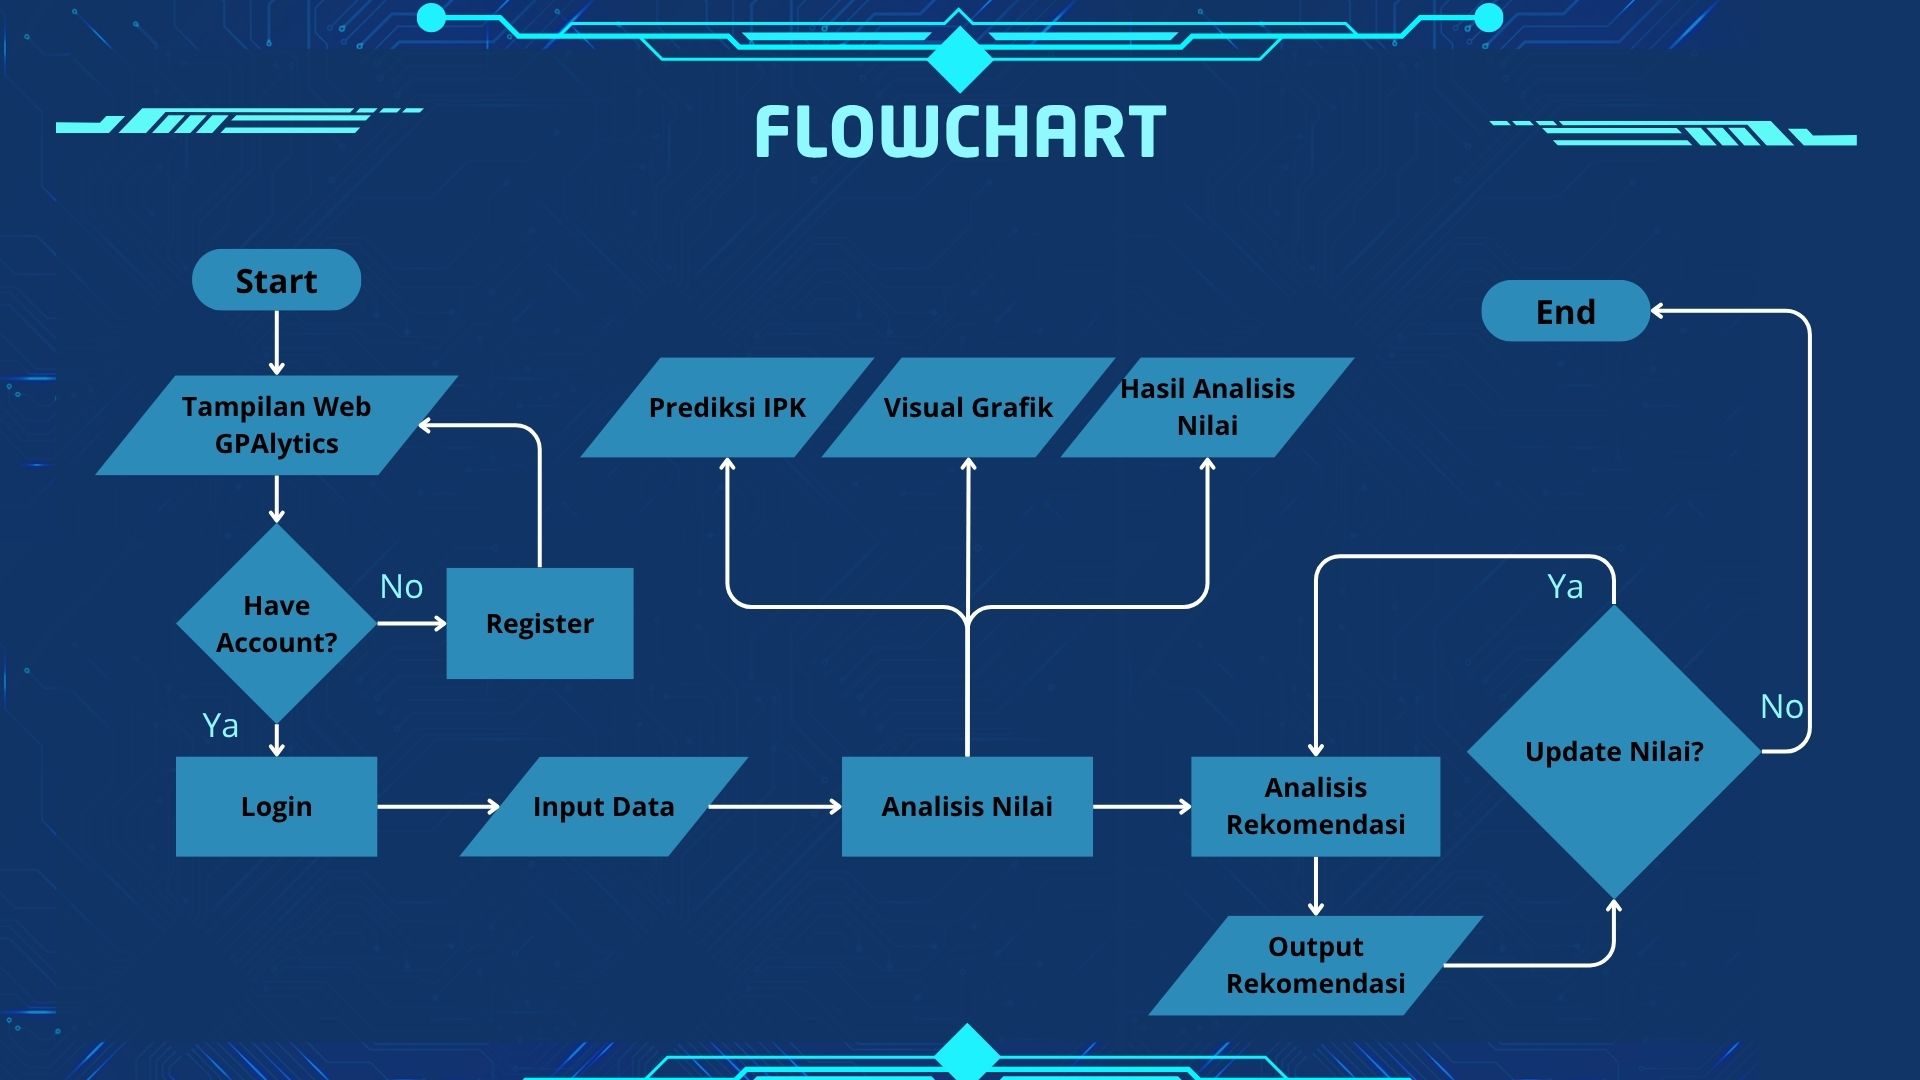 FLOWCHART
Start
End
Tampilan Web
GPAlytics
Prediksi IPK
Visual Grafik
Hasil Analisis
Nilai
No
Have
Account?
Register
Ya
Ya
No
Update Nilai?
Login
Input Data
Analisis Nilai
Analisis
Rekomendasi
Output
Rekomendasi